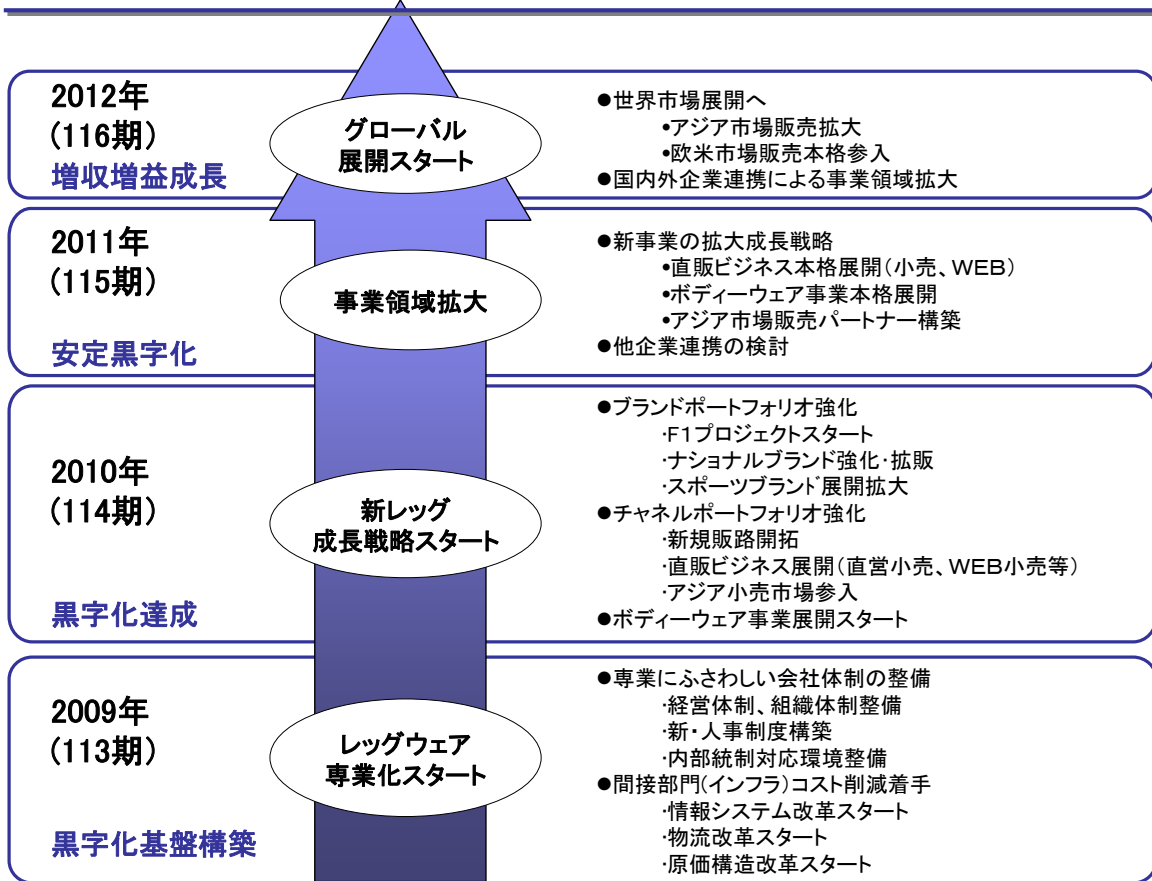 2012年
(116期)
増収増益成長
グローバル
展開スタート
●世界市場展開へ
•アジア市場販売拡大
•欧米市場販売本格参入
●国内外企業連携による事業領域拡大
2011年
(115期)
安定黒字化
事業領域拡大
●新事業の拡大成長戦略
•直販ビジネス本格展開(小売、WEB)
•ボディーウェア事業本格展開
•アジア市場販売パートナー構築
●他企業連携の検討
2010年
(114期)
黒字化達成
新レッグ
成長戦略スタート
●ブランドポートフォリオ強化
·F1プロジェクトスタート
·ナショナルブランド強化·拡販
·スポーツブランド展開拡大
●チャネルポートフォリオ強化
·新規販路開拓
·直販ビジネス展開(直営小売、WEB小売等)
·アジア小売市場参入
●ボディーウェア事業展開スタート
2009年
(113期)
黒字化基盤構築
レッグウェア
専業化スタート
●専業にふさわしい会社体制の整備
·経営体制、組織体制整備
·新・人事制度構築
·内部統制対応環境整備
●間接部門(インフラ)コスト削減着手
·情報システム改革スタート
·物流改革スタート
·原価構造改革スタート